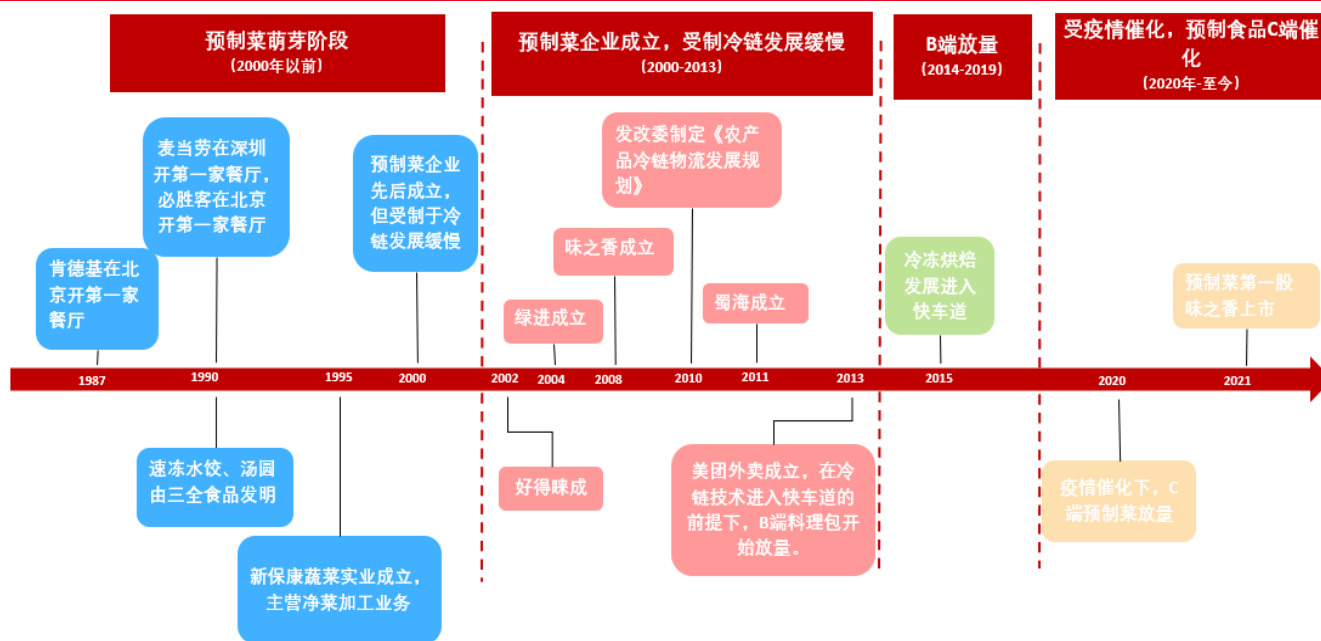 预制菜萌芽阶段
(2000年以前)
预制菜企业成立，受制冷链发展缓慢
(2000-2013)
B端放量
(2014-2019)
受疫情催化，预制食品C端催
化
(2020年-至今)
麦当劳在深圳
开第一家餐厅，
必胜客在北京
开第一家餐厅
预制菜企业
先后成立，
但受制于冷
链发展缓慢
发改委制定《农产
品冷链物流发展规
划》
肯德基在北
京开第一家
餐厅
味之香成立
绿进成立
蜀海成立
冷冻烘焙
发展进入
快车道
预制菜第一股
味之香上市
1987
1990
1995
2000
2002
2004
2008
2010
2011
2013
2015
2020
2021
速冻水饺、汤圆
由三全食品发明
好得睐成
美团外卖成立，在冷
链技术进入快车道的
前提下，B端料理包开
始放量。
疫情催化下，C
端预制菜放量
新保康蔬菜实业成立，
主营净菜加工业务